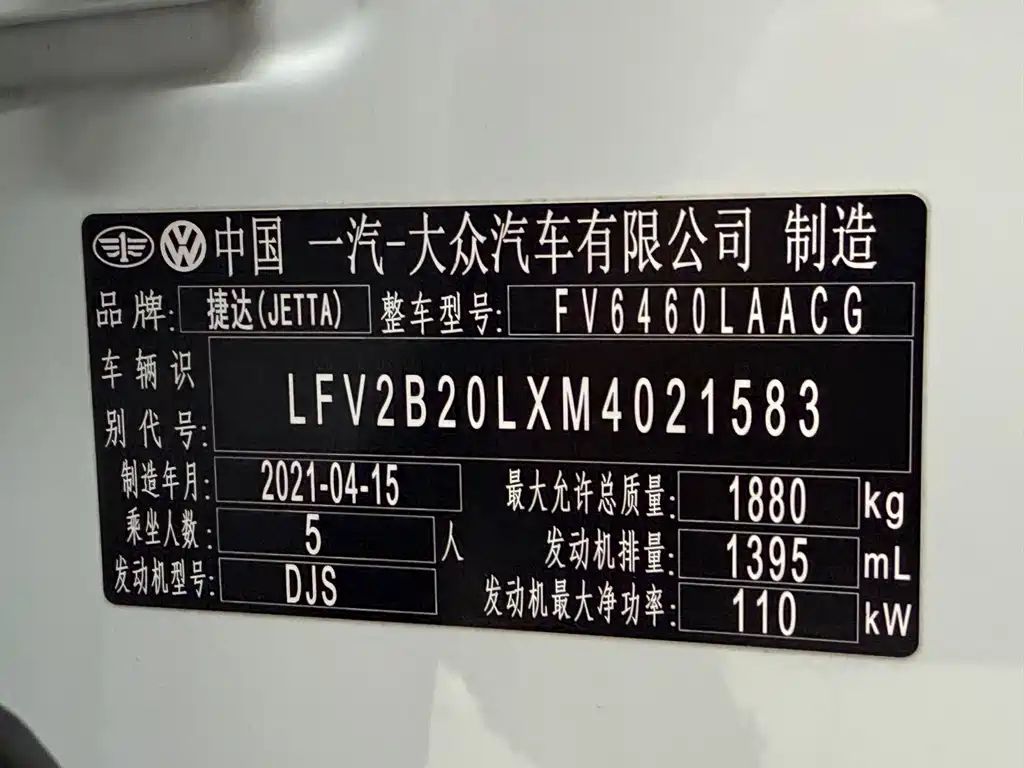 中国 一汽-大众汽车有限公司 制造
品牌: 捷达(JETTA) 整车型号: FV6460LAACG
车辆识别代号: LFV2B20LXM4021583
制造年月: 2021-04-15 最大允许总质量: 1880 kg
乘坐人数: 5 人 发动机排量: 1395 mL
发动机型号: DJS 发动机最大净功率: 110 kW